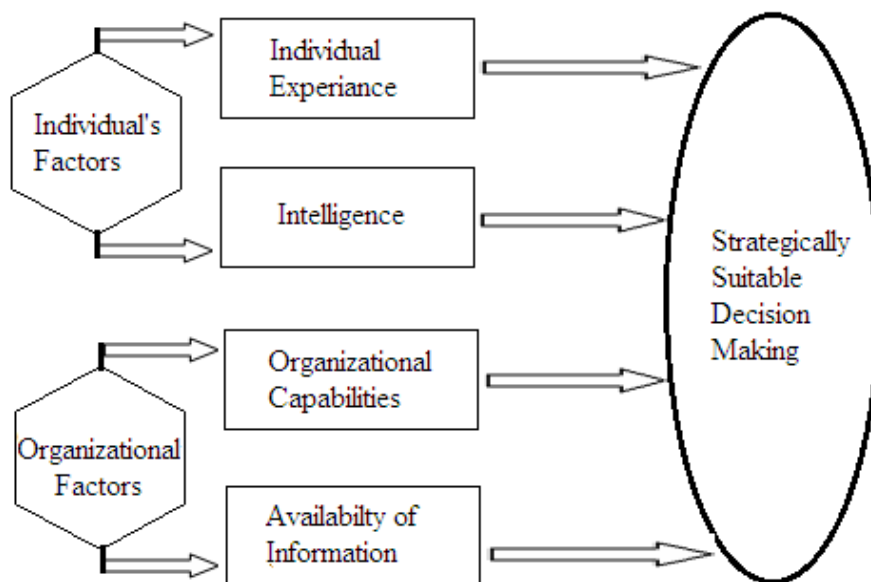 Individual's
Factors
Individual
Experiance
Intelligence
Organizational
Factors
Organizational
Capabilities
Availabilty of
Information
Strategically
Suitable
Decision
Making